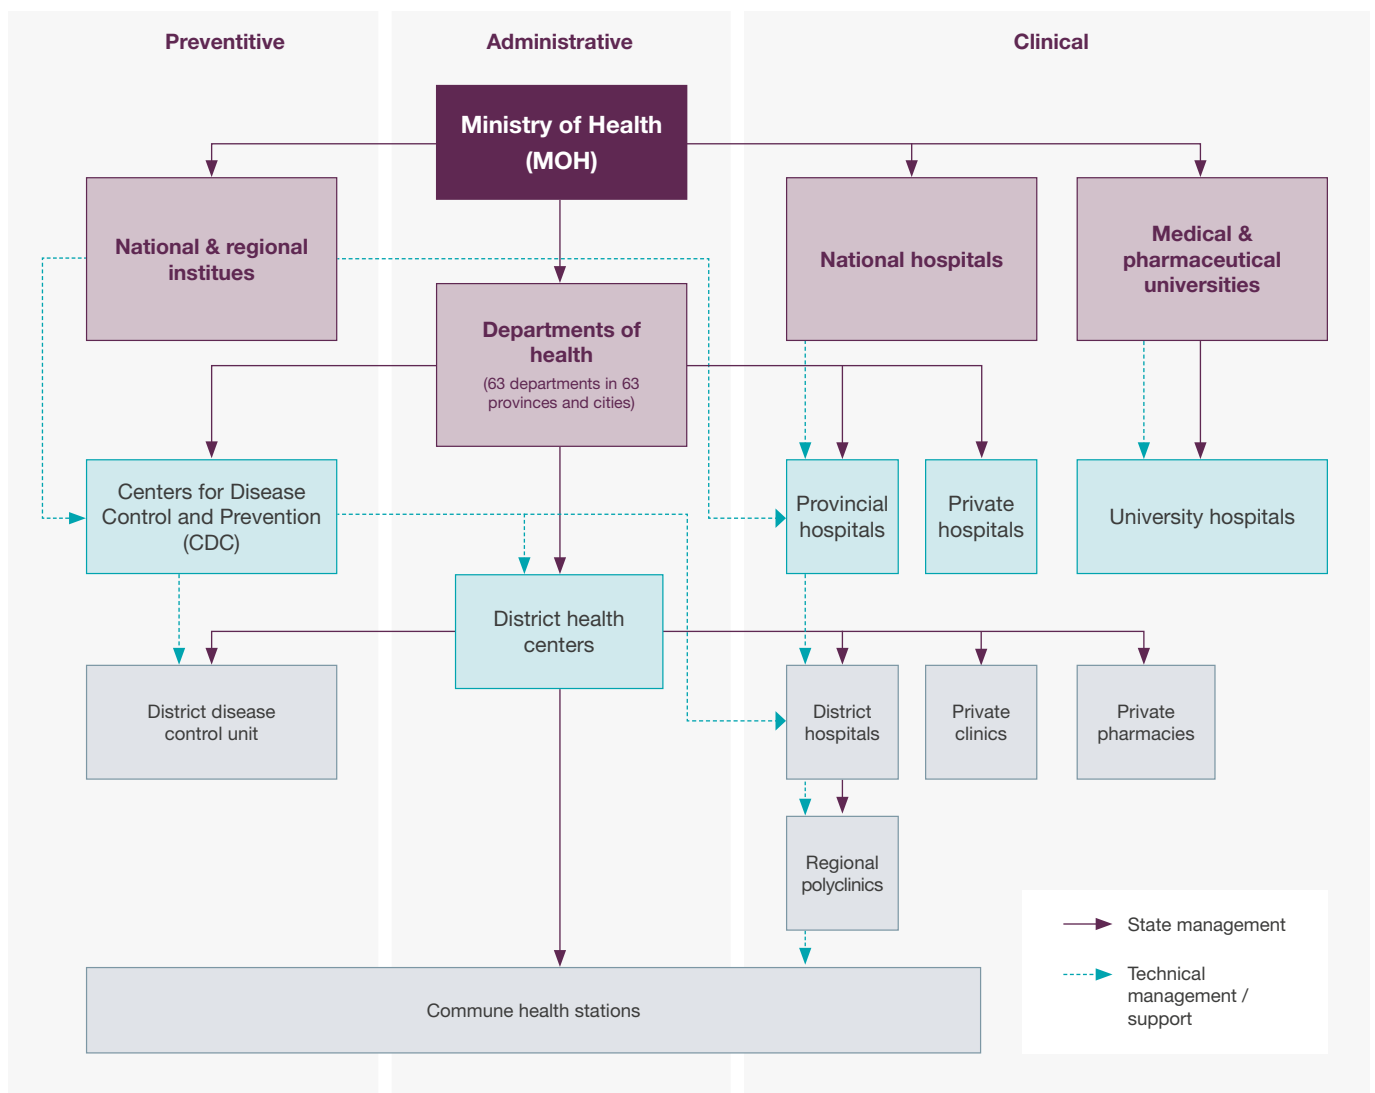 Preventitive
Administrative
Clinical
Ministry of Health
(MOH)
National & regional
institues
National hospitals
Medical &
pharmaceutical
universities
Departments of
health
(63 departments in 63
provinces and cities)
Centers for Disease
Control and Prevention
(CDC)
Provincial
hospitals
Private
hospitals
University hospitals
District health
centers
District disease
control unit
District
hospitals
Private
clinics
Private
pharmacies
Regional
polyclinics
State management
Technical
management /
support
Commune health stations